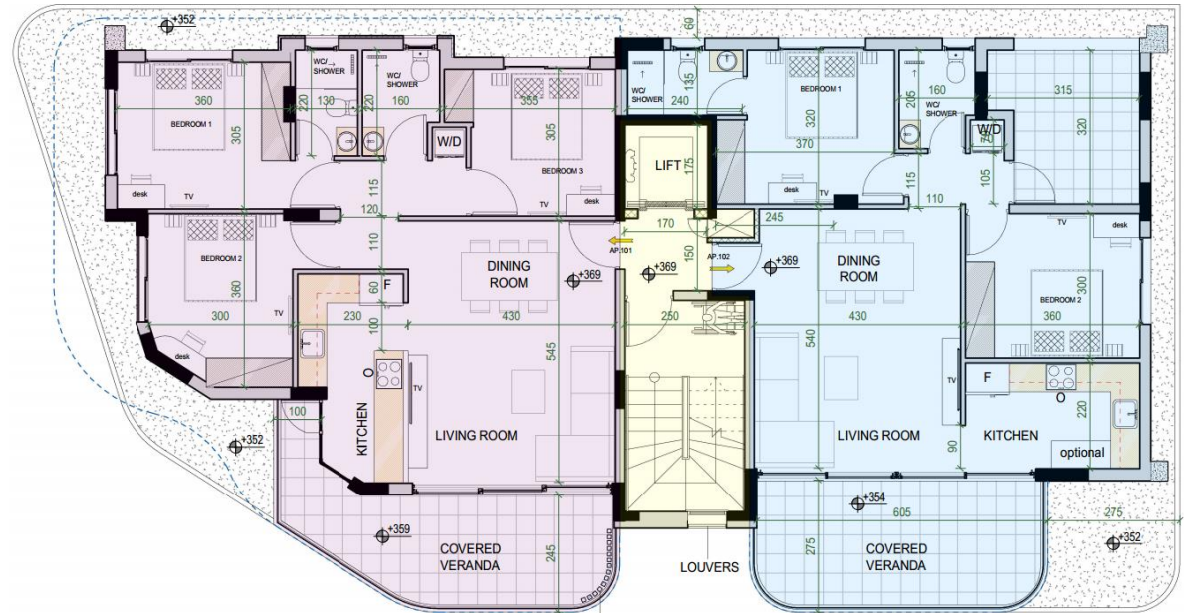 +352
69
WC/→
SHOWER
220
130
WC/
SHOWER
220
160
360
BEDROOM 1
305
desk
TV
W/D
355
305
BEDROOM 3
desk
TV
115
120
110
BEDROOM 2
360
300
TV
desk
60
F
100
230
430
DINING
ROOM
+369
545
O
TV
KITCHEN
LIVING ROOM
100
+352
+359
COVERED
VERANDA
245
LIFT
175
170
AP.101
+369
150
AP.102
250
LOUVERS
WC/
SHOWER
135
240
BEDROOM 1
320
370
desk
TV
WC/
SHOWER
205
160
W/D
70
115
110
105
315
320
245
+369
DINING
ROOM
430
540
TV
LIVING ROOM
TV
desk
300
BEDROOM 2
360
F
O
220
KITCHEN
90
optional
+354
605
275
COVERED
VERANDA
275
+352